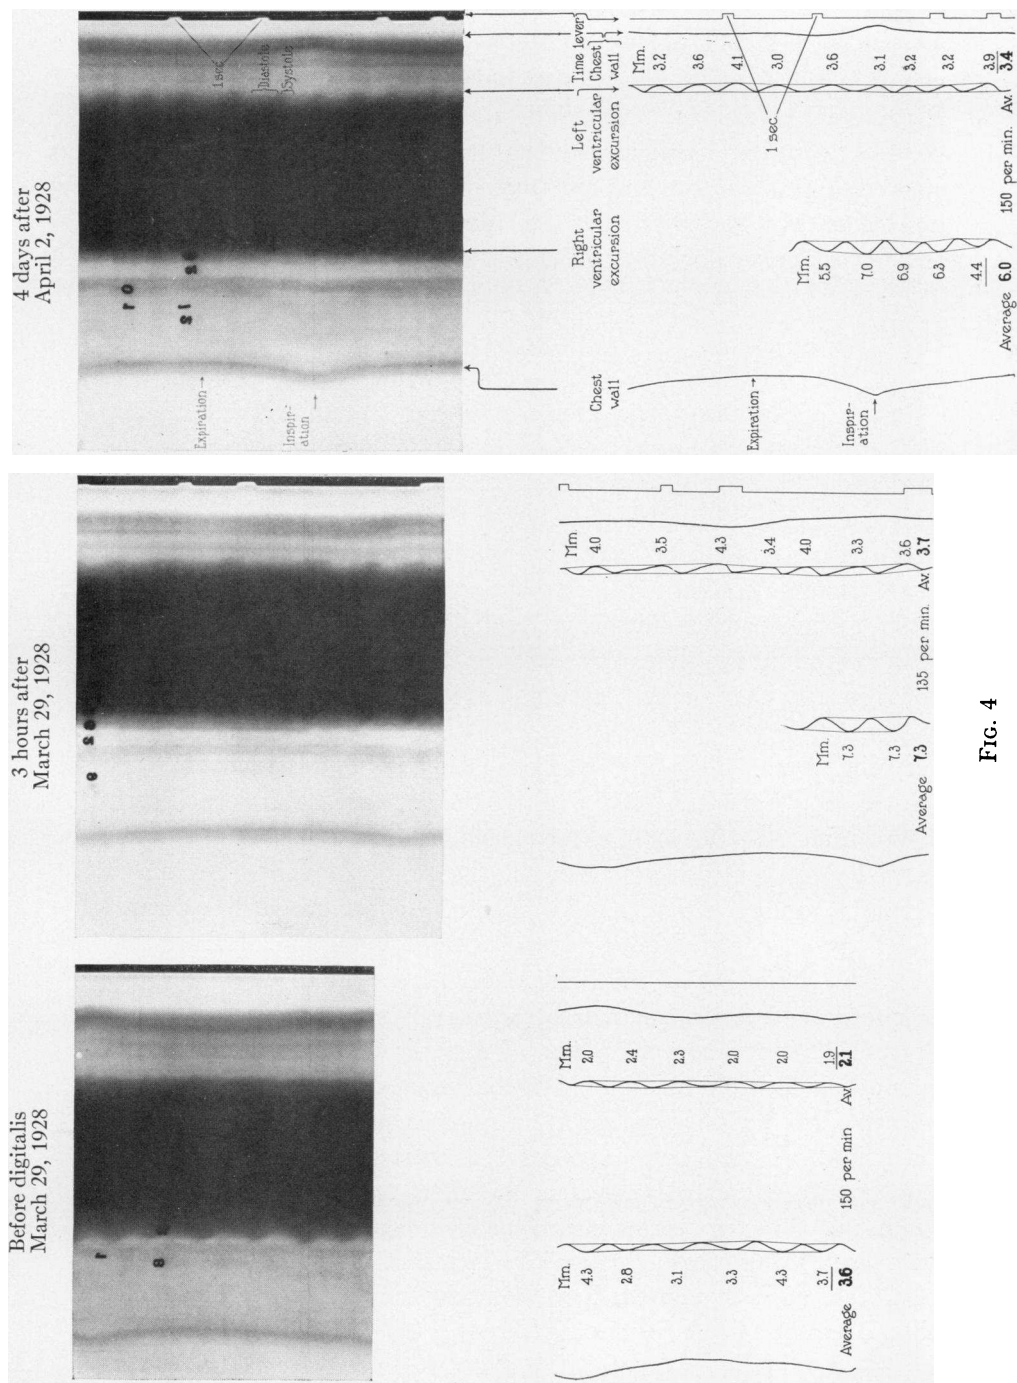 Before digitalis
March 29, 1928
Mm.
4.3
2.8
3.1
3.3
4.3
3.7
Average 3.6
150 per min
Mm.
2.0
2.4
2.3
2.0
2.0
1.9
Av. 2.1
3 hours after
March 29, 1928
Mm.
7.3
7.3
Average 7.3
135 per min.
Mm.
4.0
3.5
4.3
3.4
4.0
3.3
3.6
Av. 3.7
4 days after
April 2, 1928
1 sec.
Diastole
Systole
Expiration→
Inspir-
ation →
Chest
wall
Right
ventricular
excursion
Left
ventricular
excursion
Chest
wall
Time lever
Expiration→
Inspir-
ation→
Mm.
5.5
7.0
6.9
6.3
4.4
Average 6.0
150 per min.
Mm.
3.2
3.6
4.1
3.0
3.6
3.1
3.2
3.2
3.9
Av. 3.4
1 sec.
FIG. 4